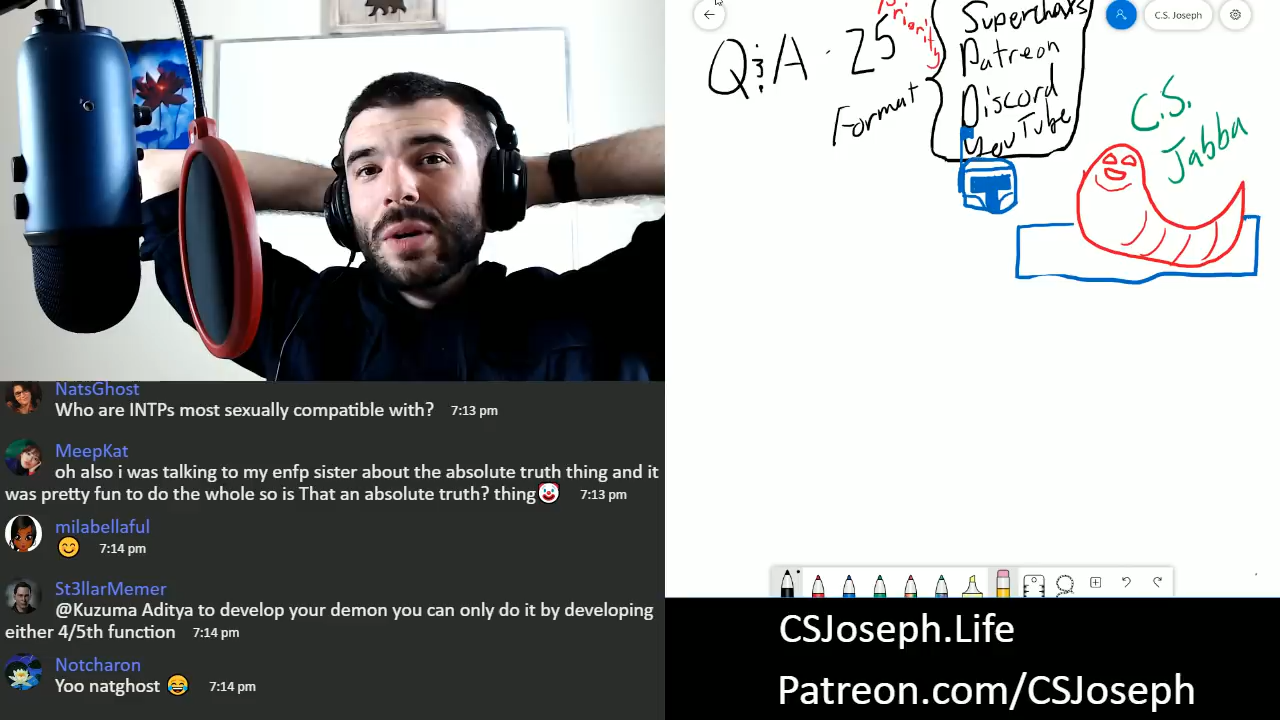 Q & A - 25
Priority
Format
Superchats
Patreon
Discord
YouTube
C.S. Joseph
C.S.
Jabba
NatsGhost
Who are INTPs most sexually compatible with? 7:13 pm
MeepKat
oh also i was talking to my enfp sister about the absolute truth thing and it
was pretty fun to do the whole so is That an absolute truth? thing🤡 7:13 pm
milabellaful
😊 7:14 pm
St3llarMemer
@Kuzuma Aditya to develop your demon you can only do it by developing
either 4/5th function 7:14 pm
Notcharon
Yoo natghost 😂 7:14 pm
CSJoseph.Life
Patreon.com/CSJoseph